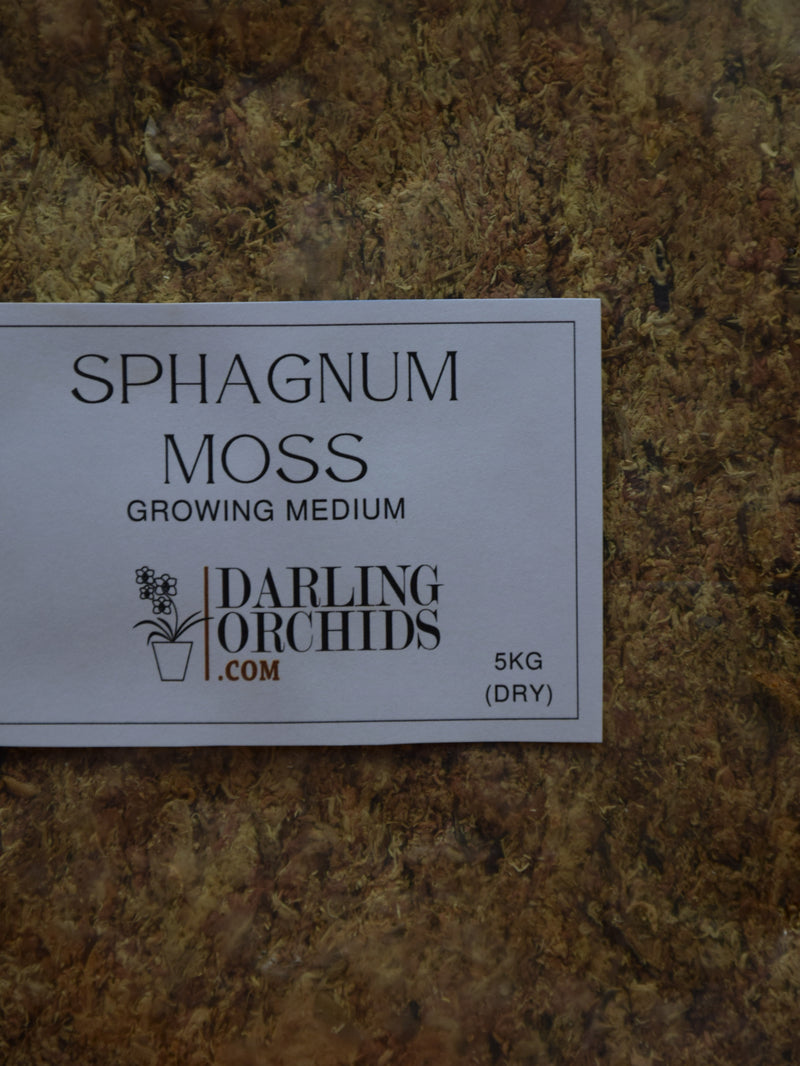 SPHAGNUM
MOSS
GROWING MEDIUM
DARLING
ORCHIDS
.COM
5KG
(DRY)